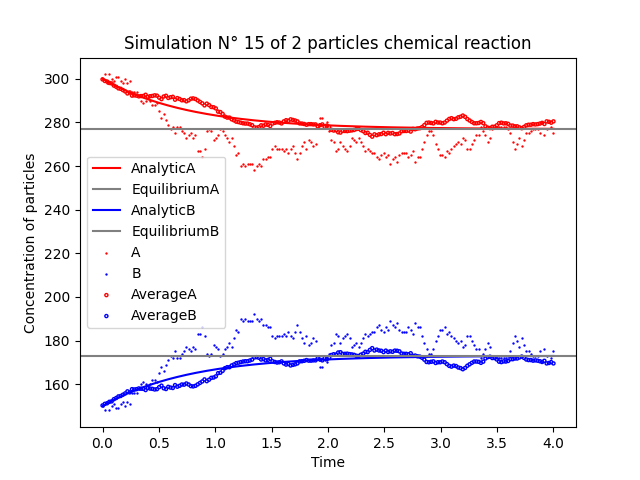 Simulation N° 15 of 2 particles chemical reaction
Concentration of particles
300
280
260
240
220
200
180
160
AnalyticA
EquilibriumA
AnalyticB
EquilibriumB
A
B
AverageA
AverageB
0.0 0.5 1.0 1.5 2.0 2.5 3.0 3.5 4.0
Time